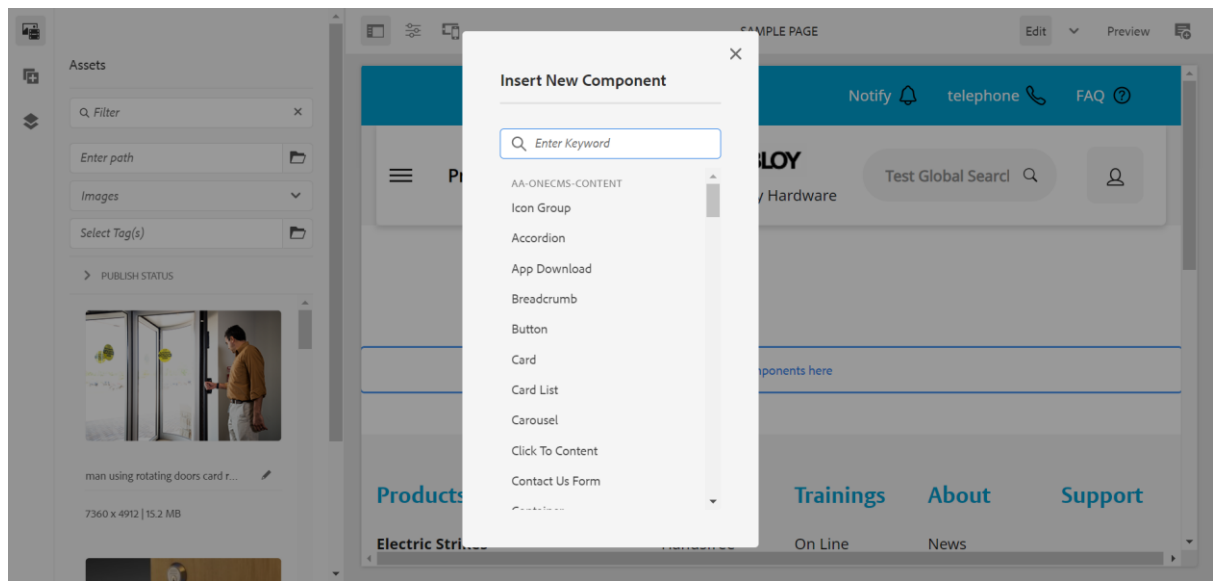 SAMPLE PAGE
Edit
Preview
Assets
Filter
Enter path
Images
Select Tag(s)
PUBLISH STATUS
man using rotating doors card r...
7360 x 4912 | 15.2 MB
Insert New Component
Enter Keyword
AA-ONECMS-CONTENT
Icon Group
Accordion
App Download
Breadcrumb
Button
Card
Card List
Carousel
Click To Content
Contact Us Form
Container
Notify
telephone
FAQ
Test Global Searcl
Hardware
here
Products
Trainings
About
Support
Electric Strikes
Handsfree
On Line
News